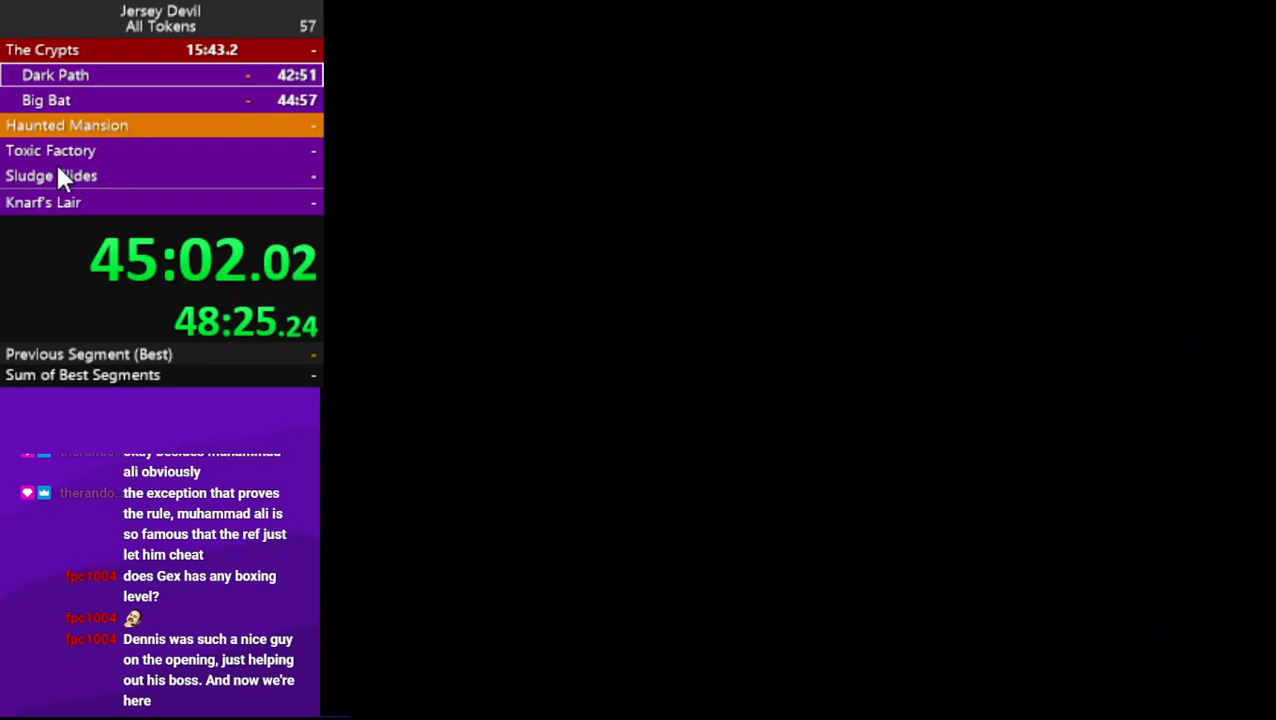 Jersey Devil
All Tokens 57
The Crypts 15:43.2 -
Dark Path - 42:51
Big Bat - 44:57
Haunted Mansion -
Toxic Factory -
Sludge -
Knarf's Lair -
45:02.02
48:25.24
Previous Segment (Best) -
Sum of Best Segments -
okay besides muhammad
ali obviously
therando... the exception that proves
the rule, muhammad ali is
so famous that the ref just
let him cheat
fpc1004 does Gex has any boxing
level?
fpc1004
fpc1004 Dennis was such a nice guy
on the opening, just helping
out his boss. And now we're
here